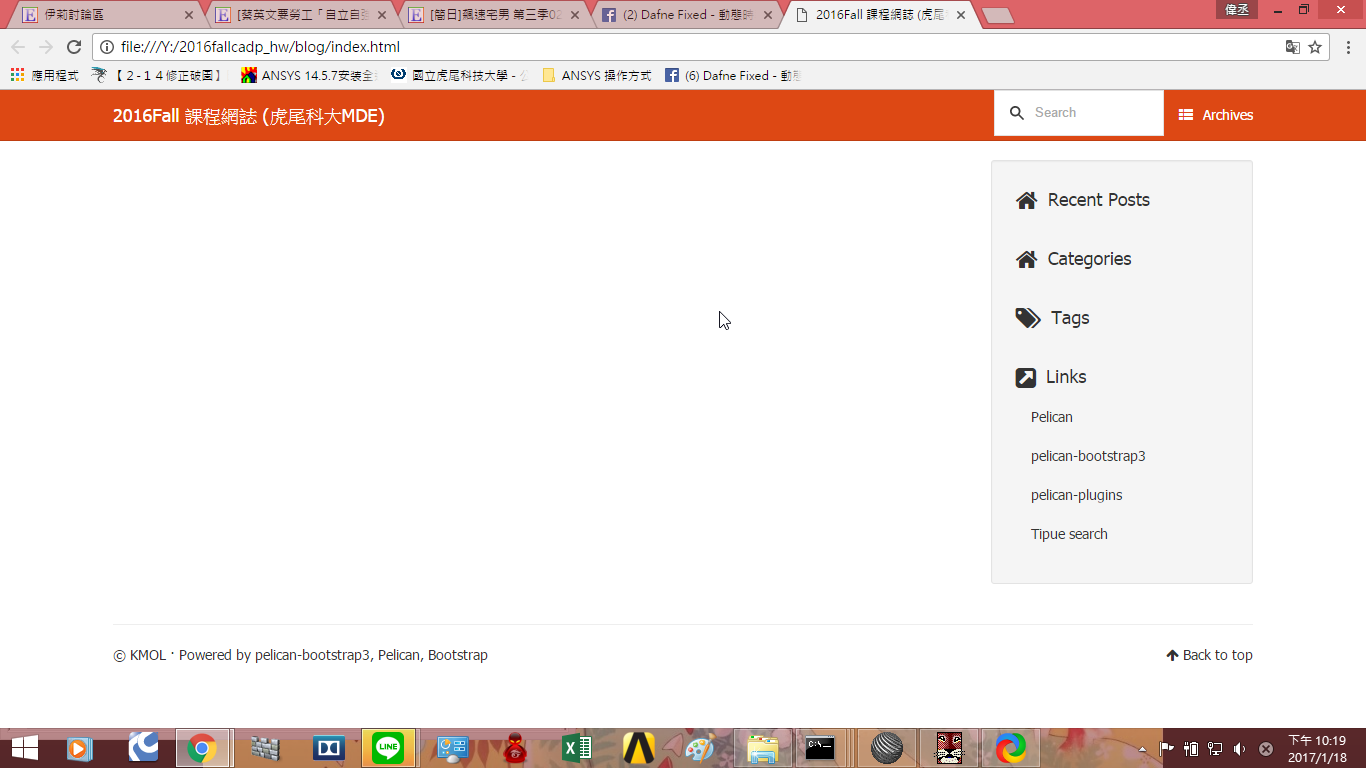 伊莉討論區
[蔡英文要勞工「自立自強
[簡日]飆速宅男 第三季02
(2) Dafne Fixed - 動態時
2016Fall 課程網誌 (虎尾
偉丞
file:///Y:/2016fallcadp_hw/blog/index.html
應用程式
【２-１４修正破圖】
ANSYS 14.5.7安装全
國立虎尾科技大學 - 公
ANSYS 操作方式
(6) Dafne Fixed - 動態
2016Fall 課程網誌 (虎尾科大MDE)
Search
Archives
Recent Posts
Categories
Tags
Links
Pelican
pelican-bootstrap3
pelican-plugins
Tipue search
© KMOL · Powered by pelican-bootstrap3, Pelican, Bootstrap
Back to top
LINE
C:\_
下午 10:19
2017/1/18